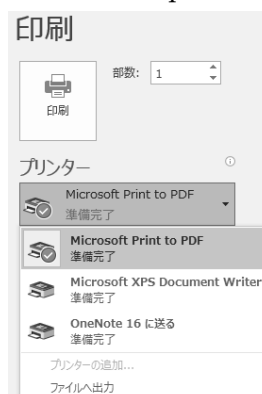 印刷
部数: 1
印刷
プリンター
Microsoft Print to PDF
準備完了
Microsoft Print to PDF
準備完了
Microsoft XPS Document Writer
準備完了
OneNote 16 に送る
準備完了
プリンターの追加...
ファイルへ出力